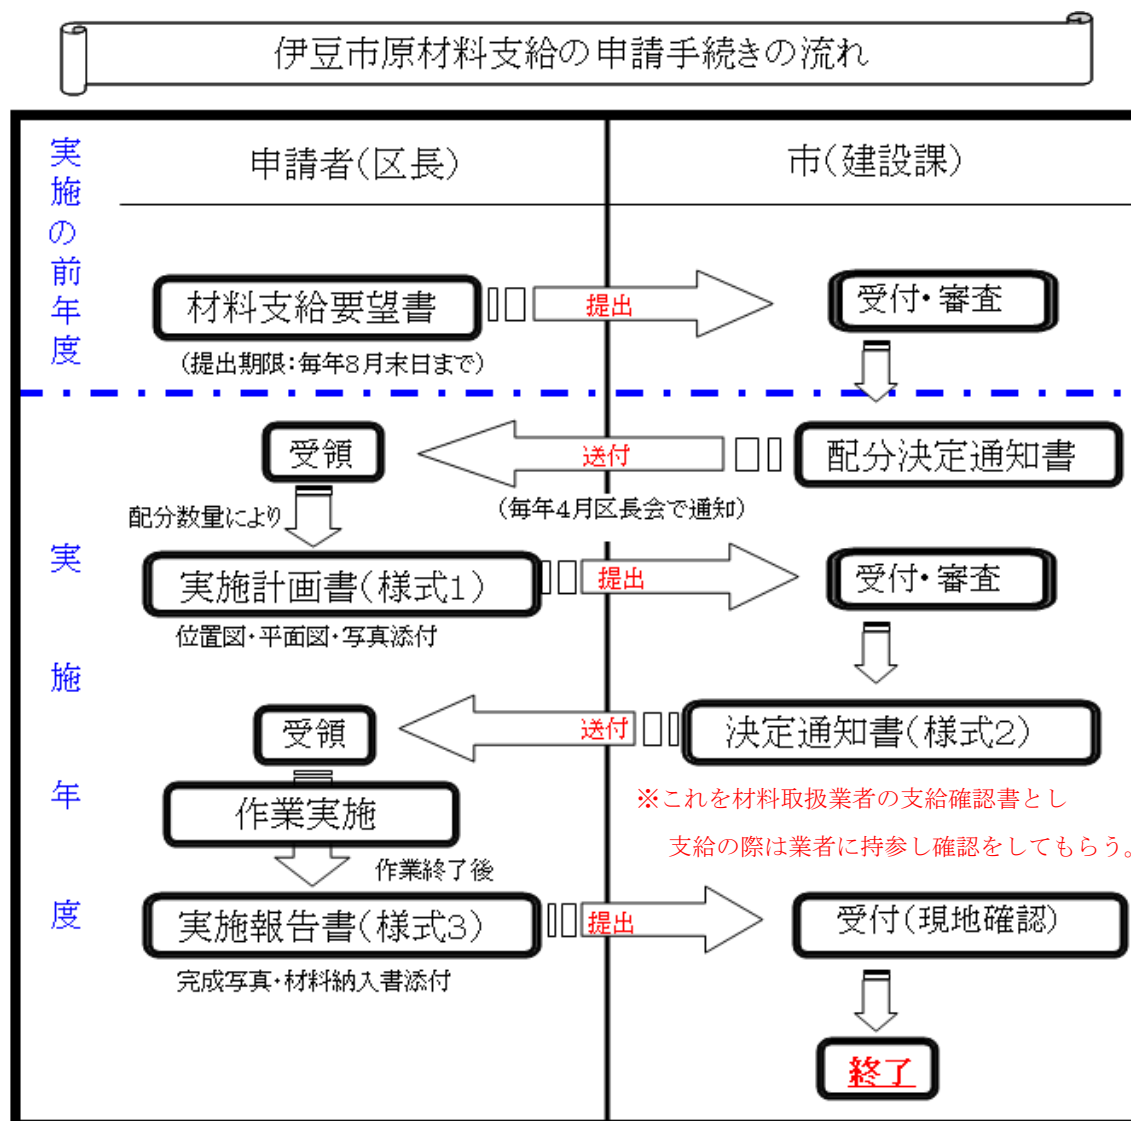 伊豆市原材料支給の申請手続きの流れ
実施の前年度
申請者(区長)
市(建設課)
材料支給要望書
提出
受付・審査
(提出期限:毎年8月末日まで)
受領
送付
配分決定通知書
(毎年4月区長会で通知)
配分数量により
実施年度
実施計画書(様式1)
提出
受付・審査
位置図・平面図・写真添付
受領
送付
決定通知書(様式2)
※これを材料取扱業者の支給確認書とし
支給の際は業者に持参し確認をしてもらう。
作業実施
作業終了後
実施報告書(様式3)
提出
受付(現地確認)
完成写真・材料納入書添付
終了